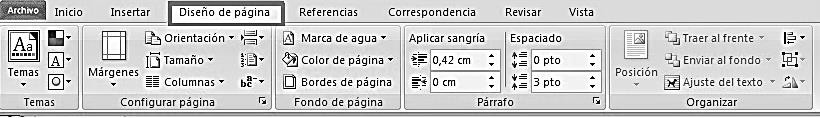 Archivo Inicio Insertar Diseño de página Referencias Correspondencia Revisar Vista
Aa Orientación Marca de agua Aplicar sangría Espaciado Traer al frente
A Tamaño Color de página 0,42 cm 0 pto Enviar al fondo
Temas Márgenes Columnas bc Bordes de página 0 cm 3 pto Posición Ajuste del texto
Temas Configurar página Fondo de página Párrafo Organizar